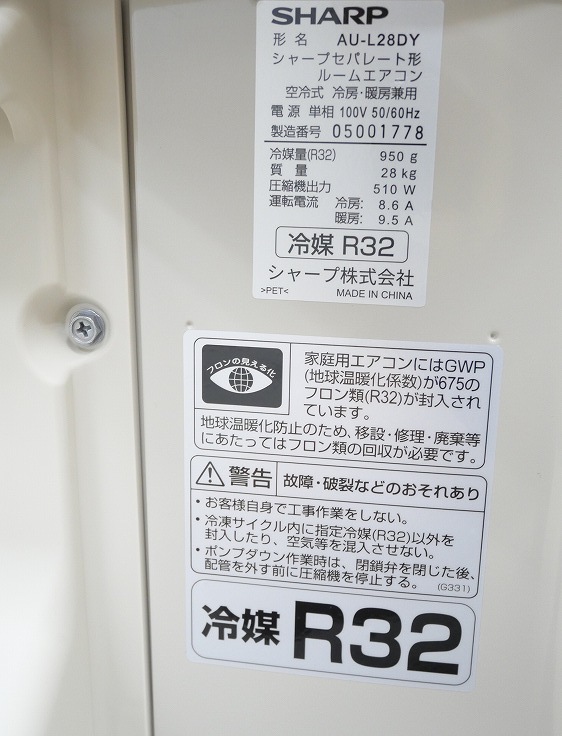 SHARP
形名 AU-L28DY
シャープセパレート形
ルームエアコン
空冷式 冷房・暖房兼用
電源 単相 100V 50/60Hz
製造番号 05001778
冷媒量(R32) 950 g
質量 28 kg
圧縮機出力 510 W
運転電流 冷房: 8.6 A
暖房: 9.5 A
冷媒 R32
シャープ株式会社
>PET< MADE IN CHINA
フロンの見える化
家庭用エアコンにはGWP
(地球温暖化係数)が675の
フロン類(R32)が封入され
ています。
地球温暖化防止のため、移設・修理・廃棄等
にあたってはフロン類の回収が必要です。
警告 故障・破裂などのおそれあり
・お客様自身で工事作業をしない。
・冷凍サイクル内に指定冷媒(R32)以外を
封入したり、空気等を混入させない。
・ポンプダウン作業時は、閉鎖弁を閉じた後、
配管を外す前に圧縮機を停止する。 (G331)
冷媒 R32